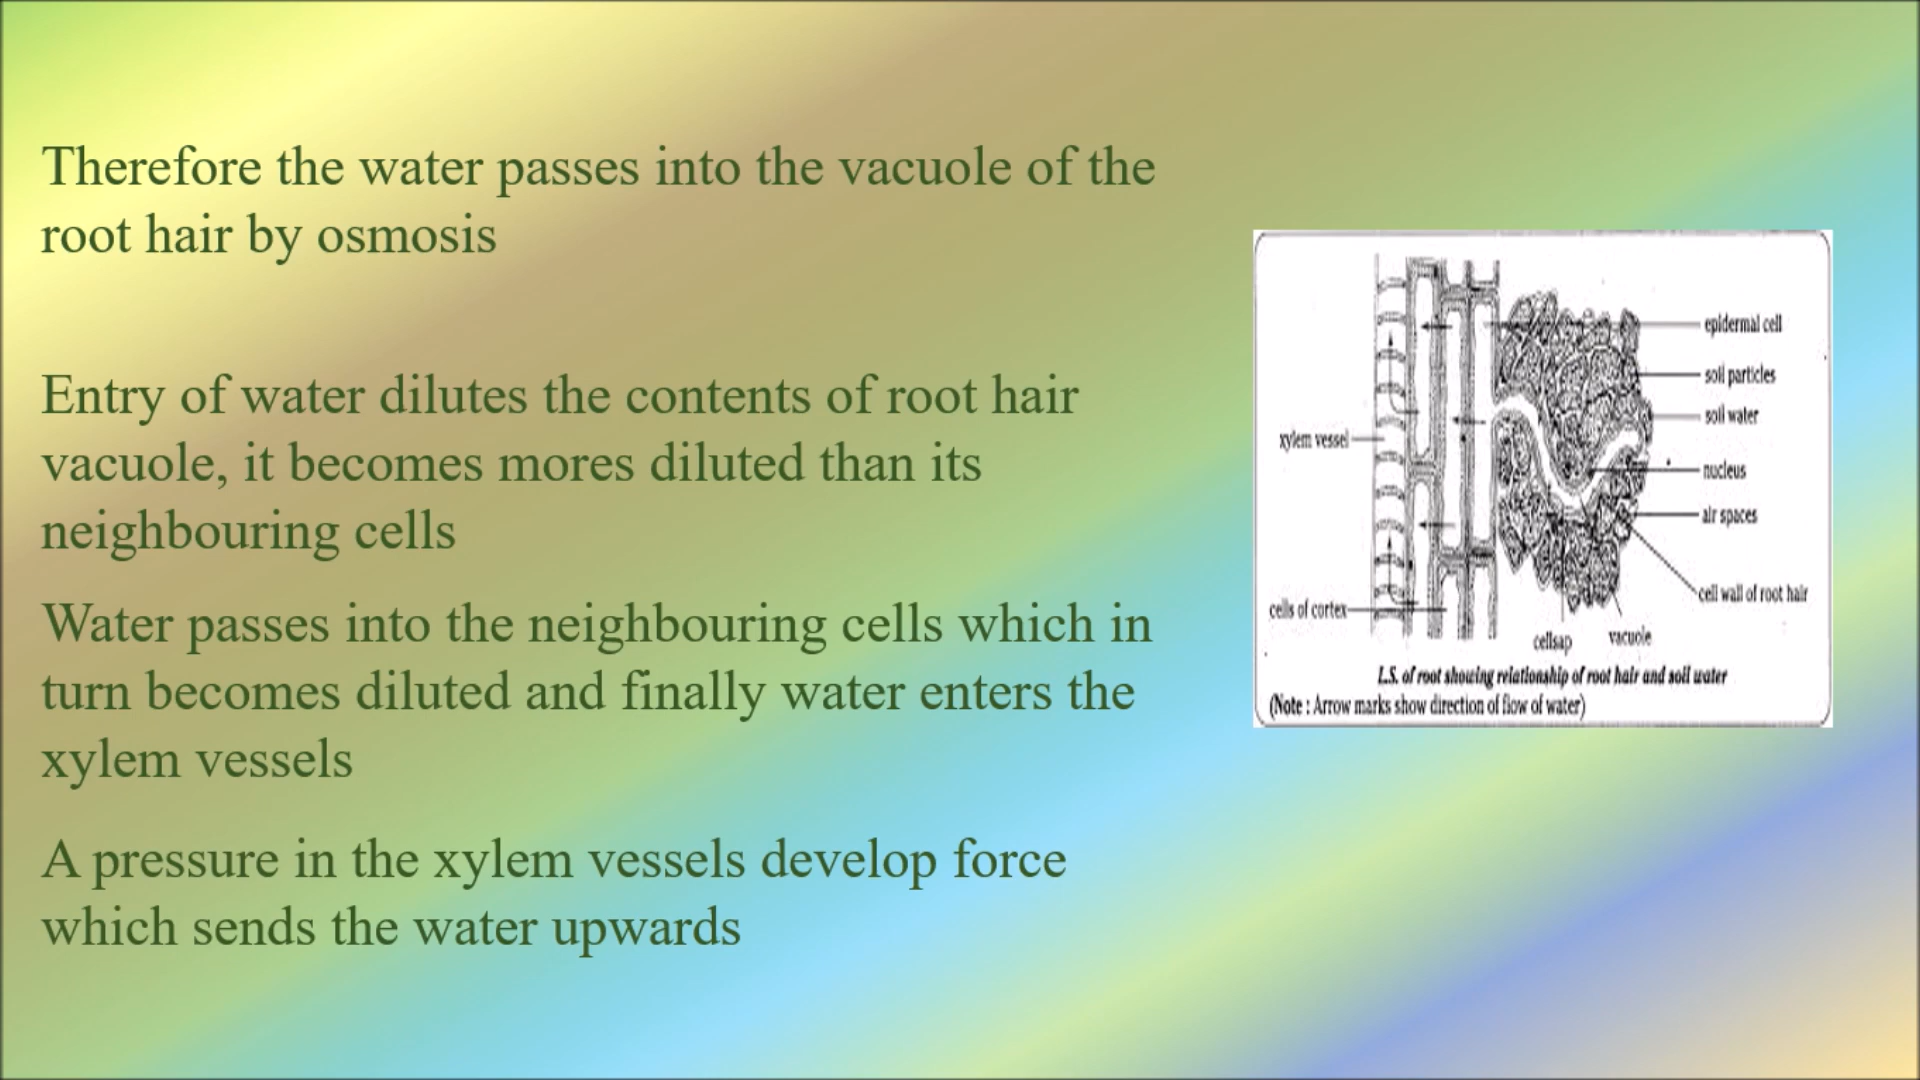 Therefore the water passes into the vacuole of the
root hair by osmosis
Entry of water dilutes the contents of root hair
vacuole, it becomes mores diluted than its
neighbouring cells
Water passes into the neighbouring cells which in
turn becomes diluted and finally water enters the
xylem vessels
A pressure in the xylem vessels develop force
which sends the water upwards
epidermal cell
soil particles
soil water
xylem vessel
nucleus
air spaces
cell wall of root hair
cells of cortex
cellsap
vacuole
L.S. of root showing relationship of root hair and soil water
(Note : Arrow marks show direction of flow of water)